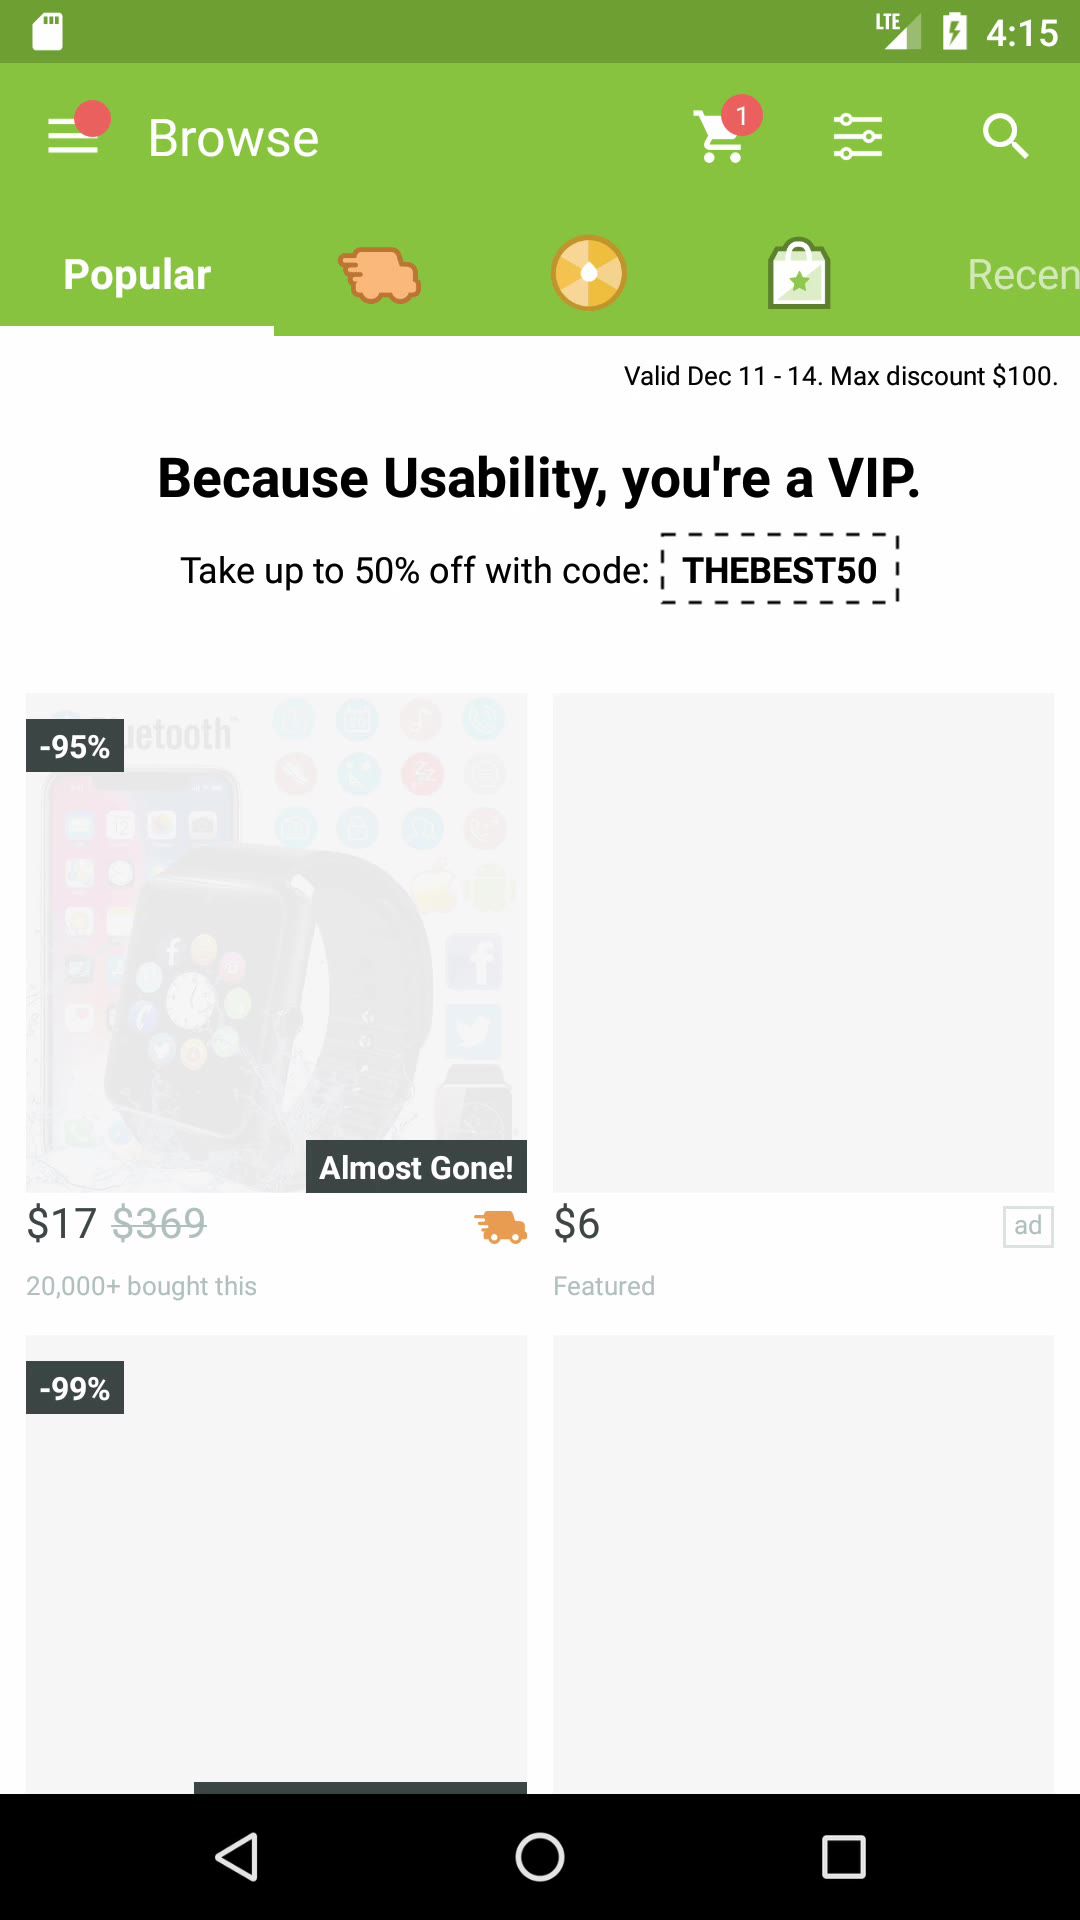 LTE 4:15
Browse 1
Popular Recen
Valid Dec 11 - 14. Max discount $100.
Because Usability, you're a VIP.
Take up to 50% off with code: THEBEST50
-95%
Almost Gone!
$17 $369
20,000+ bought this
$6 ad
Featured
-99%